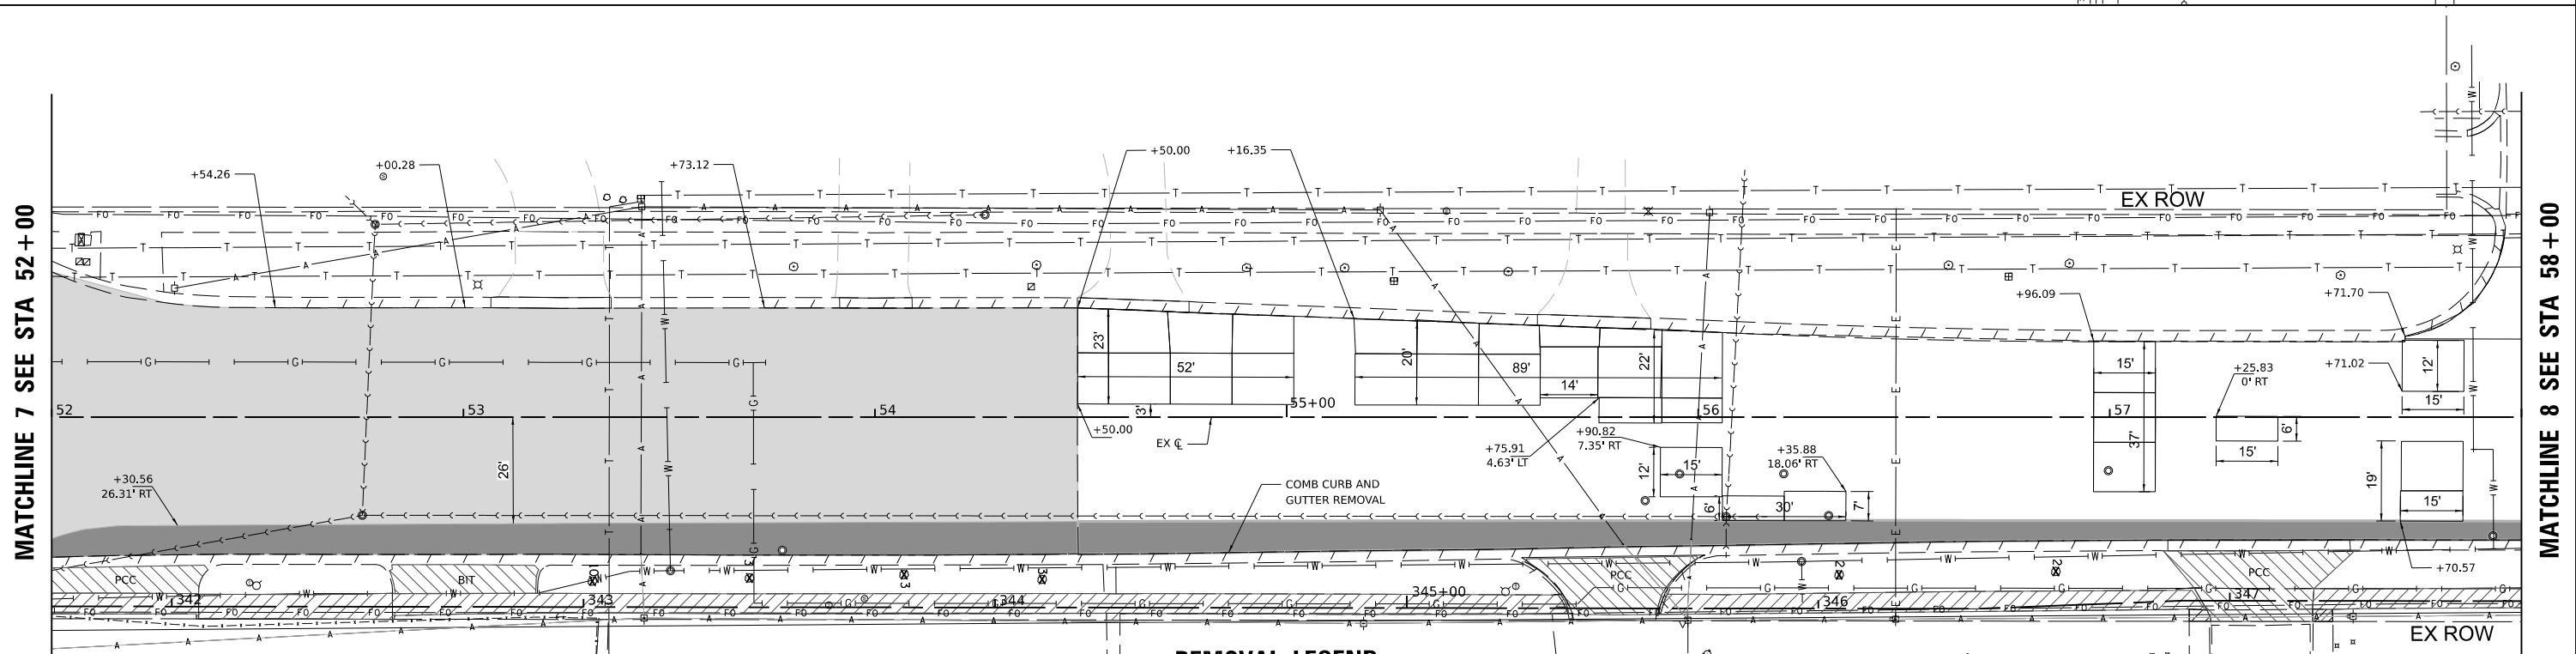 MATCHLINE 7 SEE STA 52+00
+54.26
+00.28
+73.12
+50.00
+16.35
EX ROW
+96.09
+71.70
+71.02
+25.83
0' RT
23'
52'
20'
89'
14'
22'
15'
12'
15'
3'
52
53
54
55+00
56
57
+50.00
EX CL
+75.91
4.63' LT
+90.82
7.35' RT
+35.88
18.06' RT
37'
6'
15'
26'
+30.56
26.31' RT
COMB CURB AND
GUTTER REMOVAL
12'
15'
6'
30'
7'
19'
15'
+70.57
PCC
BIT
PCC
PCC
342
343
344
345+00
346
347
EX ROW
REMOVAL LEGEND
MATCHLINE 8 SEE STA 58+00